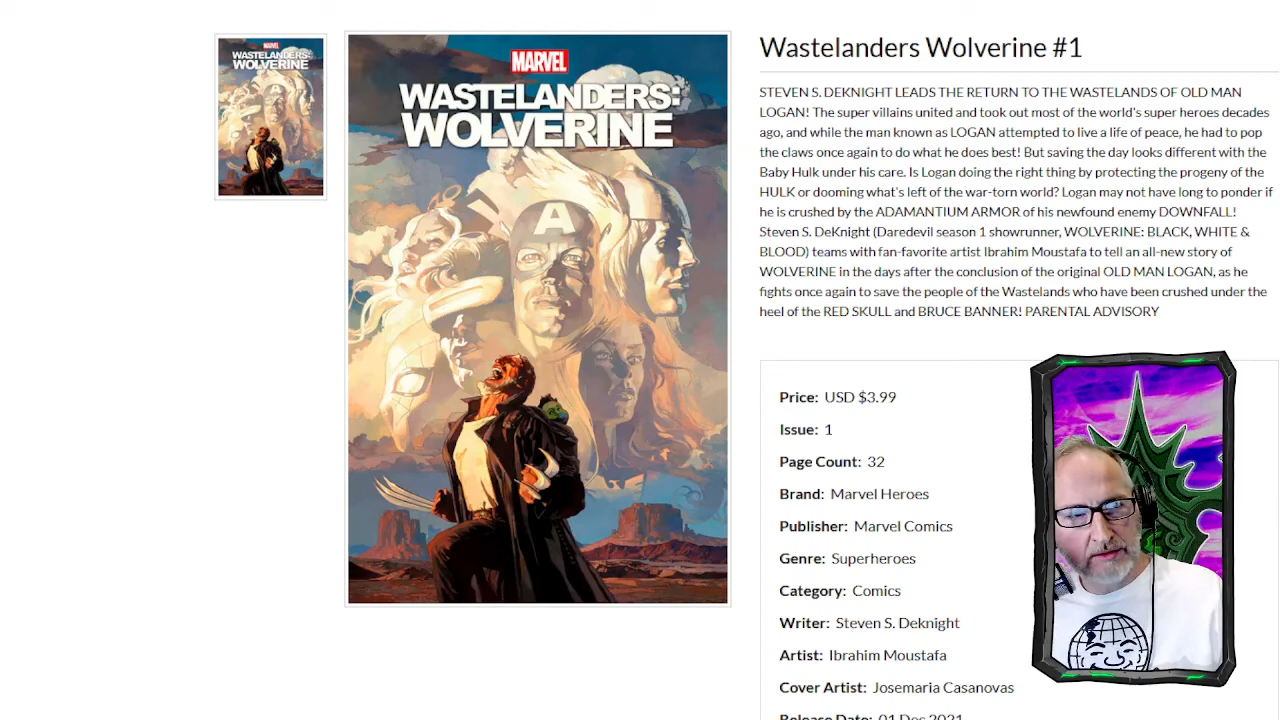 MARVEL
WASTELANDERS:
WOLVERINE
MARVEL
WASTELANDERS:
WOLVERINE
A
Wastelanders Wolverine #1
STEVEN S. DEKNIGHT LEADS THE RETURN TO THE WASTELANDS OF OLD MAN
LOGAN! The super villains united and took out most of the world's super heroes decades
ago, and while the man known as LOGAN attempted to live a life of peace, he had to pop
the claws once again to do what he does best! But saving the day looks different with the
Baby Hulk under his care. Is Logan doing the right thing by protecting the progeny of the
HULK or dooming what's left of the war-torn world? Logan may not have long to ponder if
he is crushed by the ADAMANTIUM ARMOR of his newfound enemy DOWNFALL!
Steven S. DeKnight (Daredevil season 1 showrunner, WOLVERINE: BLACK, WHITE &
BLOOD) teams with fan-favorite artist Ibrahim Moustafa to tell an all-new story of
WOLVERINE in the days after the conclusion of the original OLD MAN LOGAN, as he
fights once again to save the people of the Wastelands who have been crushed under the
heel of the RED SKULL and BRUCE BANNER! PARENTAL ADVISORY
Price: USD $3.99
Issue: 1
Page Count: 32
Brand: Marvel Heroes
Publisher: Marvel Comics
Genre: Superheroes
Category: Comics
Writer: Steven S. Deknight
Artist: Ibrahim Moustafa
Cover Artist: Josemaria Casanovas
Release Date: 01 Dec 2021